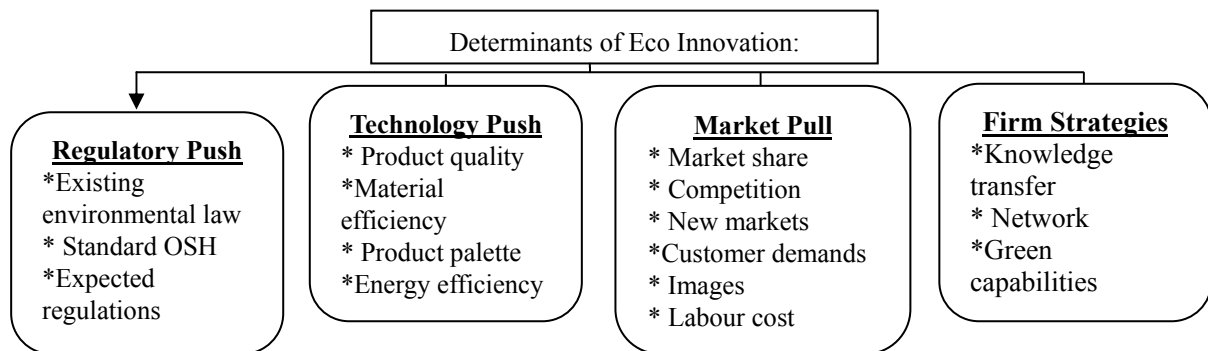 Determinants of Eco Innovation:
Regulatory Push
*Existing
environmental law
* Standard OSH
*Expected
regulations
Technology Push
* Product quality
*Material
efficiency
* Product palette
*Energy efficiency
Market Pull
* Market share
* Competition
* New markets
*Customer demands
* Images
* Labour cost
Firm Strategies
*Knowledge
transfer
* Network
*Green
capabilities